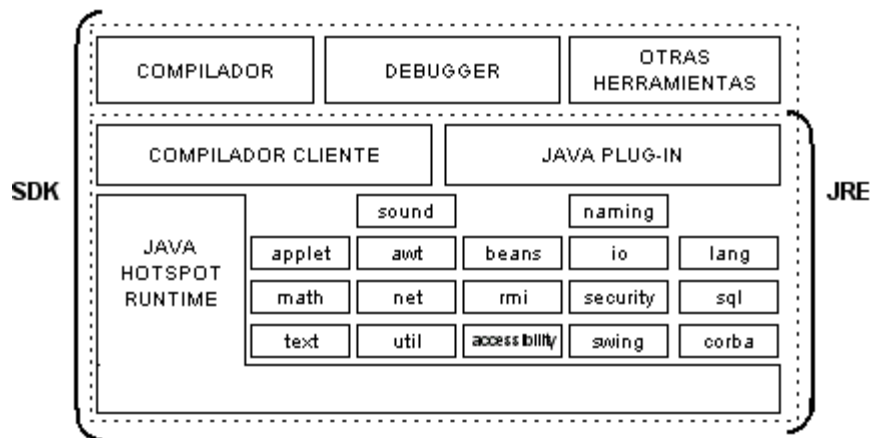 COMPILADOR
DEBUGGER
OTRAS
HERRAMIENTAS
COMPILADOR CLIENTE
JAVA PLUG-IN
SDK
JRE
JAVA
HOTSPOT
RUNTIME
sound
naming
applet
awt
beans
io
lang
math
net
rmi
security
sql
text
util
accessibility
swing
corba